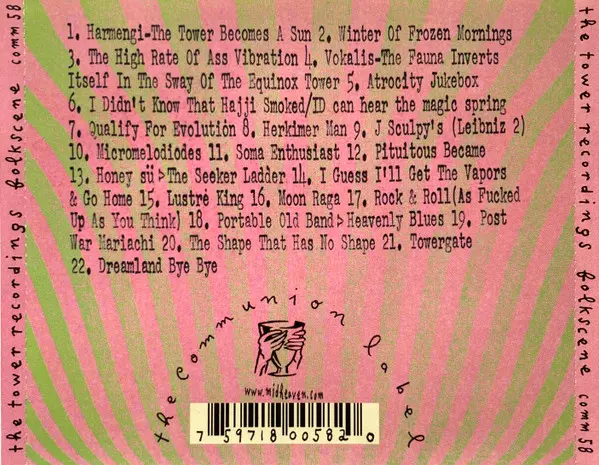 the tower recordings folkscene comm 58
1. Harmengi-The Tower Becomes A Sun 2. Winter Of Frozen Mornings
3. The High Rate Of Ass Vibration 4. Vokalis-The Fauna Inverts
Itself In The Sway Of The Equinox Tower 5. Atrocity Jukebox
6. I Didn't Know That Hajji Smoked/ID can hear the magic spring
7. Qualify For Evolution 8. Herkimer Man 9. J Sculpy's (Leibniz 2)
10. Micromelodiodes 11. Soma Enthusiast 12. Pituitous Became
13. Honey sü>The Seeker Ladder 14. I Guess I'll Get The Vapors
& Go Home 15. Lustré King 16. Moon Raga 17. Rock & Roll(As Fucked
Up As You Think) 18. Portable Old Band>Heavenly Blues 19. Post
War Mariachi 20. The Shape That Has No Shape 21. Towergate
22. Dreamland Bye Bye
the communion label
www.midheaven.com
7 59718 00582 0
the tower recordings folkscene comm 58